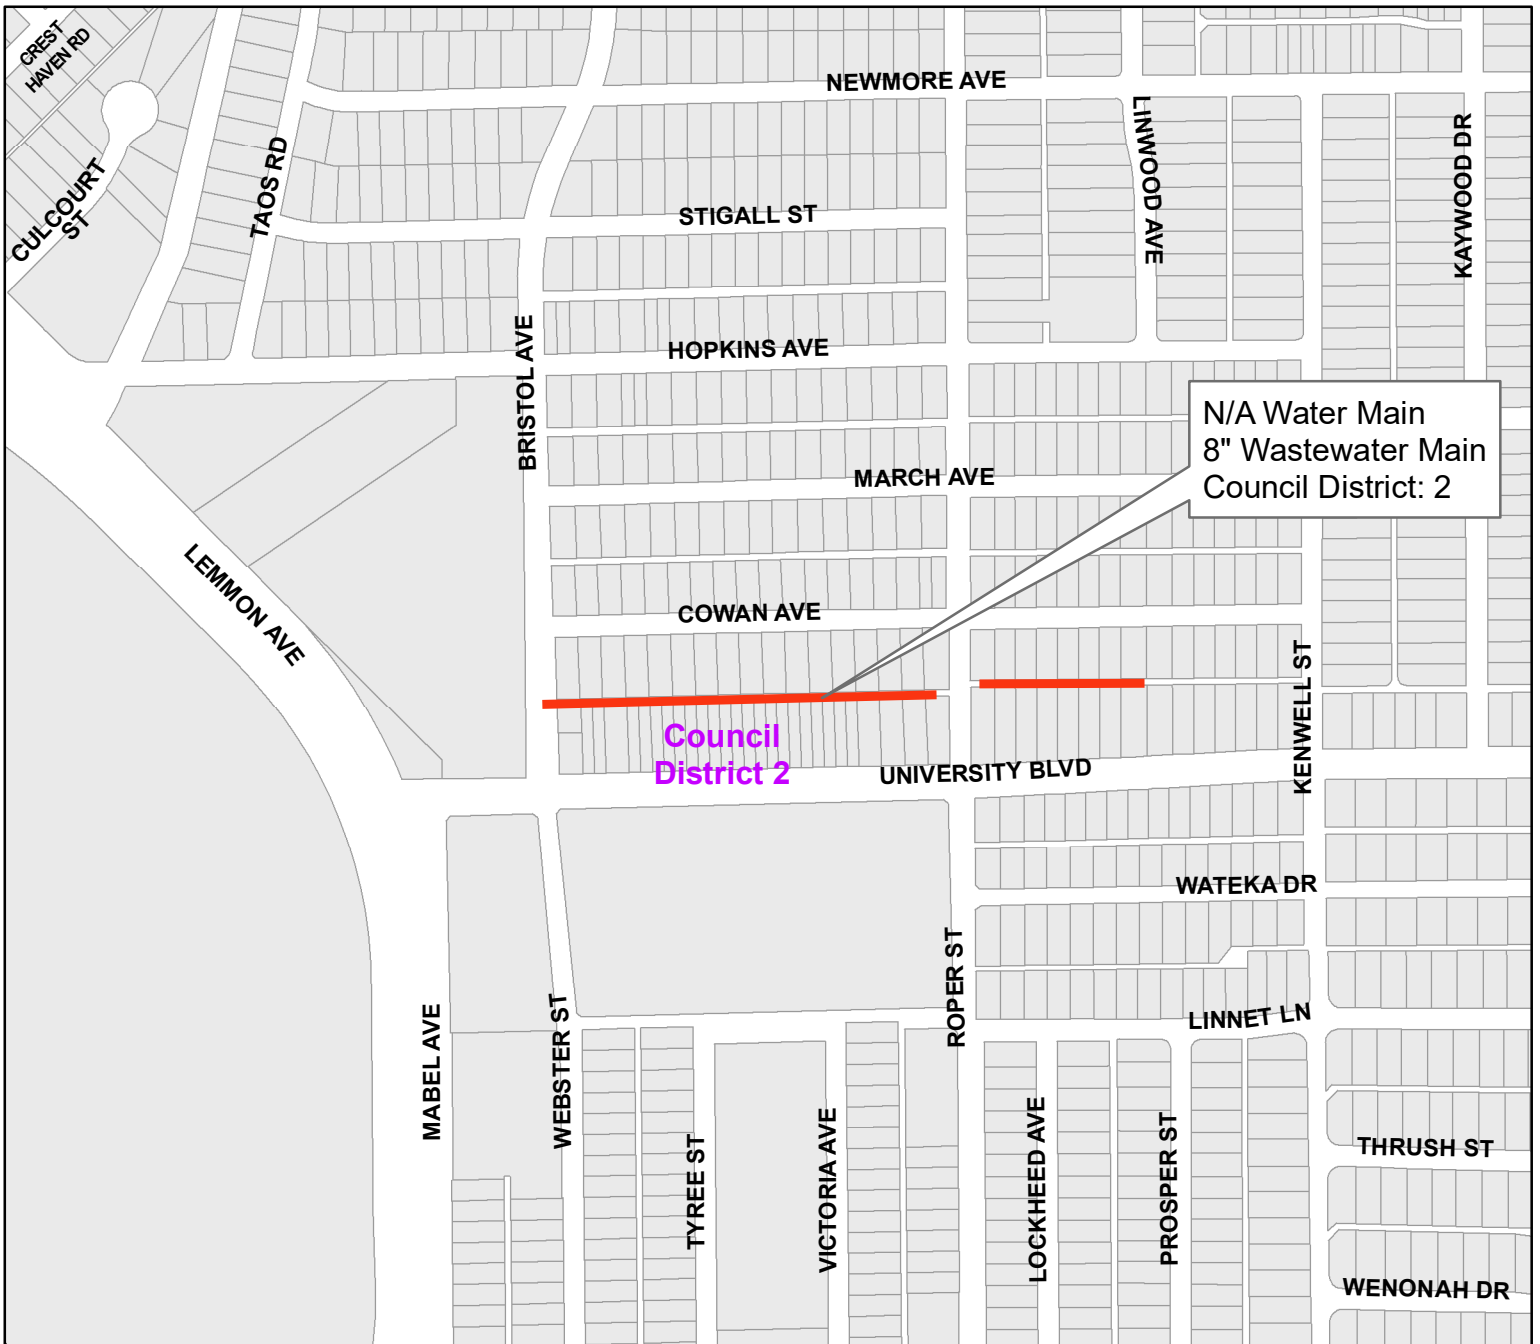 CREST
HAVEN RD
NEWMORE AVE
LINWOOD AVE
KAYWOOD DR
TAOS RD
CULCOURT
ST
STIGALL ST
BRISTOL AVE
HOPKINS AVE
N/A Water Main
8" Wastewater Main
Council District: 2
MARCH AVE
LEMMON AVE
COWAN AVE
KENWELL ST
Council
District 2
UNIVERSITY BLVD
WATEKA DR
ROPER ST
LINNET LN
MABEL AVE
WEBSTER ST
TYREE ST
VICTORIA AVE
LOCKHEED AVE
PROSPER ST
THRUSH ST
WENONAH DR